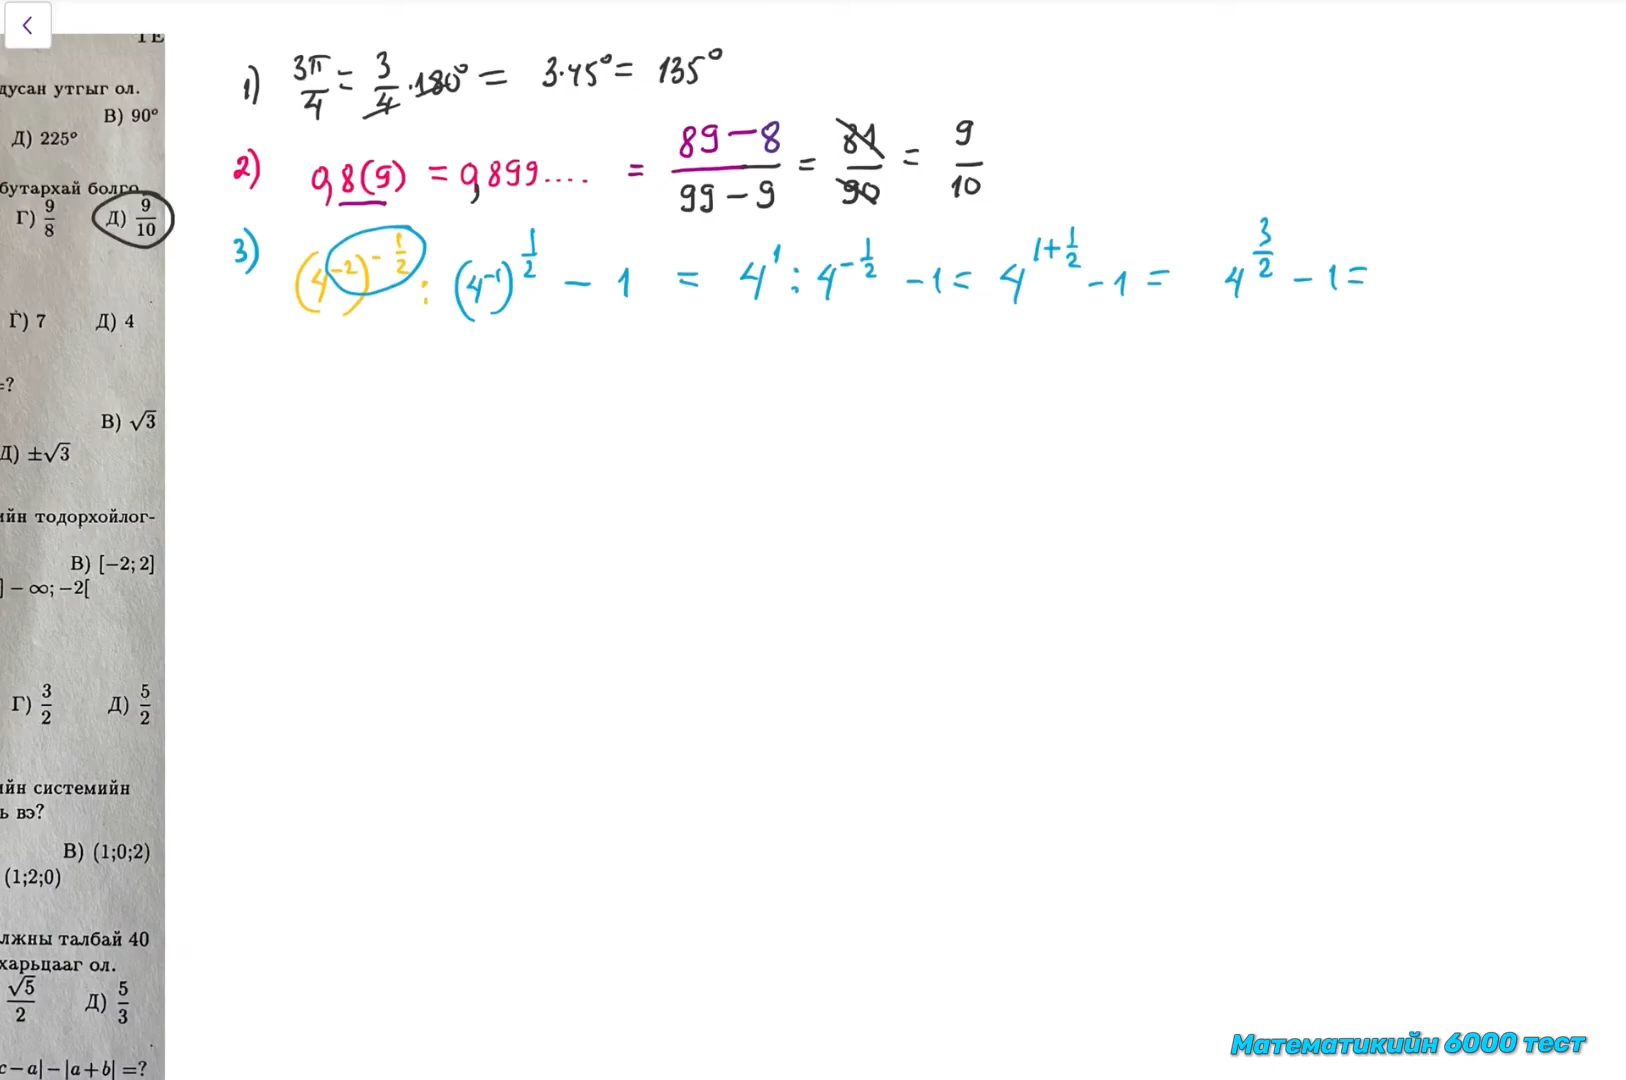 ТЕ
дусан утгыг ол.
В) 90°
Д) 225°
бутархай болго
Г) 9/8 Д) 9/10
Г) 7 Д) 4
=?
В) √3
Д) ±√3
ийн тодорхойлог-
В) [−2; 2]
] − ∞; −2[
Г) 3/2 Д) 5/2
ийн системийн
ь вэ?
В) (1;0;2)
(1;2;0)
лжны талбай 40
харьцааг ол.
√5/2 Д) 5/3
c − a| − |a + b| =?
1) 3π/4 = 3/4 · 180° = 3·45° = 135°
2) 0,8(9) = 0,899.... = (89 − 8)/(99 − 9) = 81/90 = 9/10
3) (4^(-2))^(-1/2) : (4^(-1))^(1/2) − 1 = 4^1 : 4^(-1/2) − 1 = 4^(1+1/2) − 1 = 4^(3/2) − 1 =
Математикийн 6000 тест